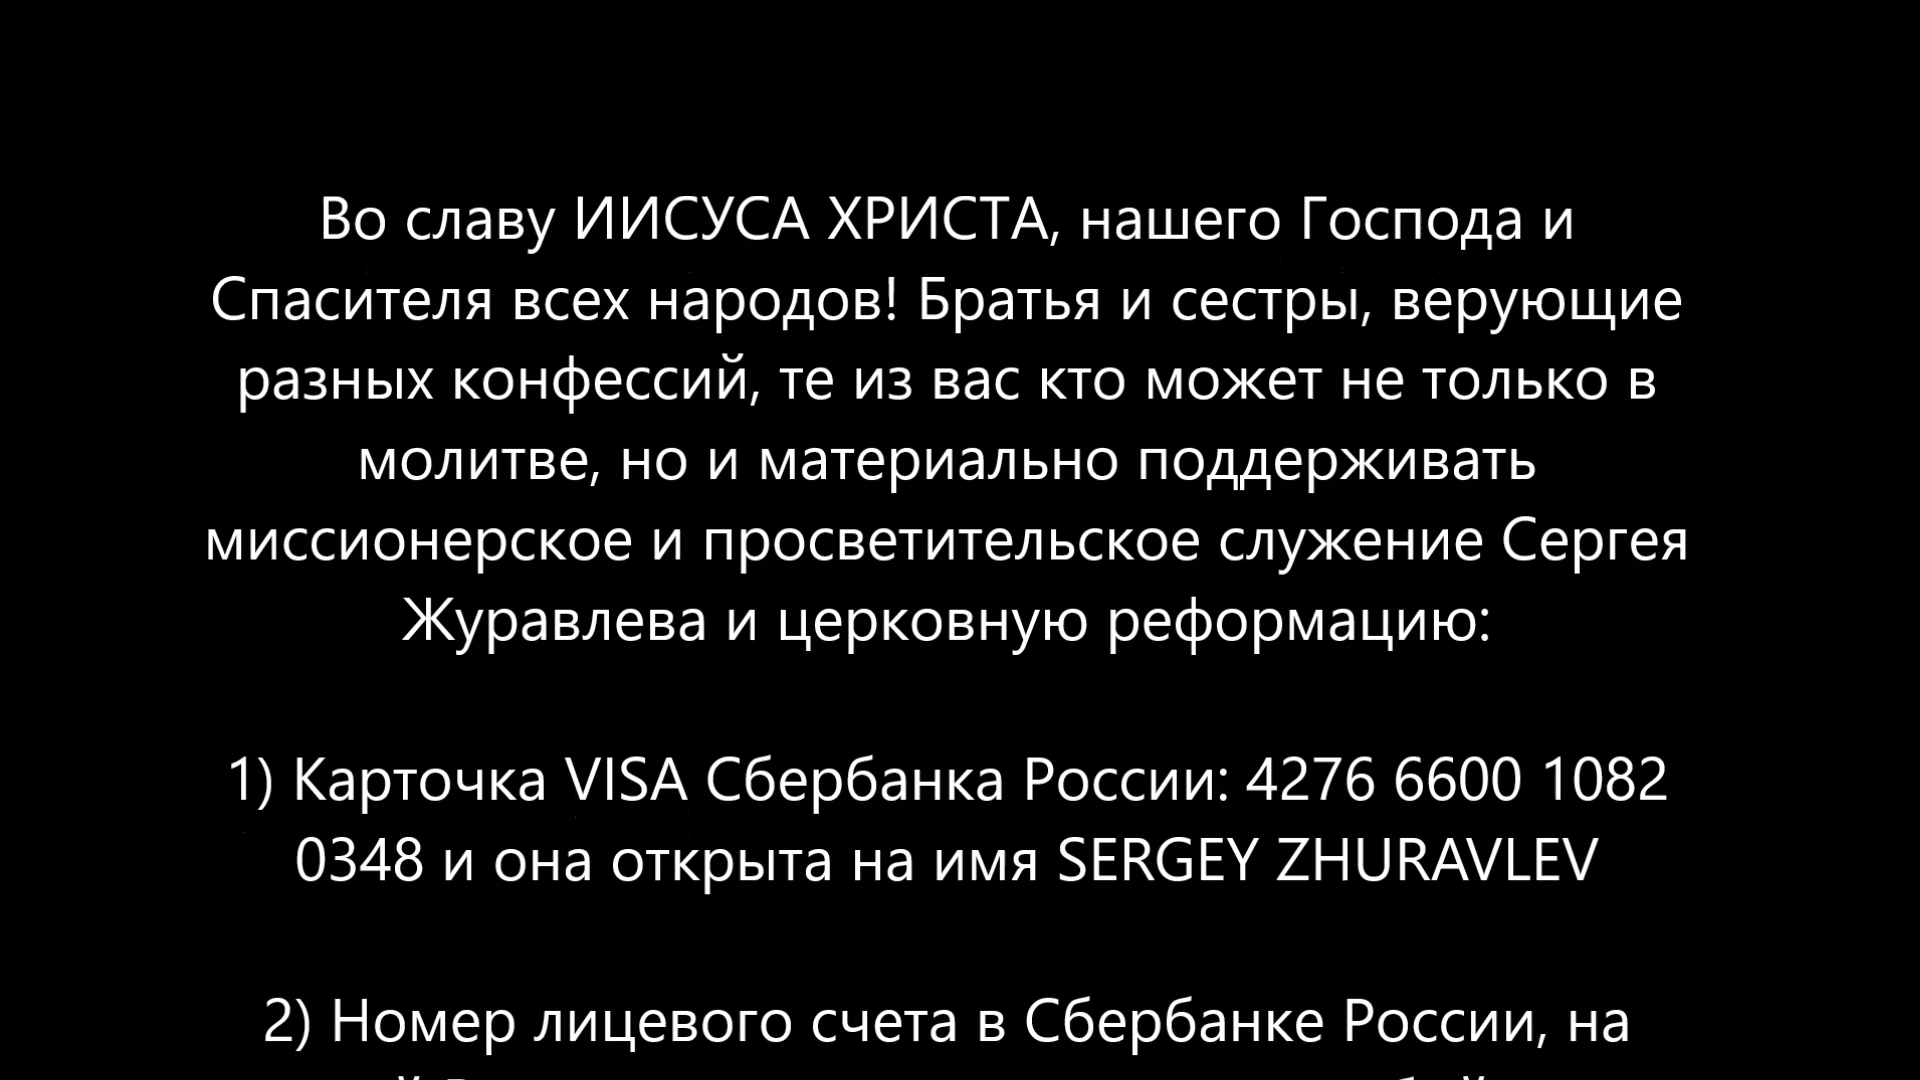 Во славу ИИСУСА ХРИСТА, нашего Господа и
Спасителя всех народов! Братья и сестры, верующие
разных конфессий, те из вас кто может не только в
молитве, но и материально поддерживать
миссионерское и просветительское служение Сергея
Журавлева и церковную реформацию:
1) Карточка VISA Сбербанка России: 4276 6600 1082
0348 и она открыта на имя SERGEY ZHURAVLEV
2) Номер лицевого счета в Сбербанке России, на